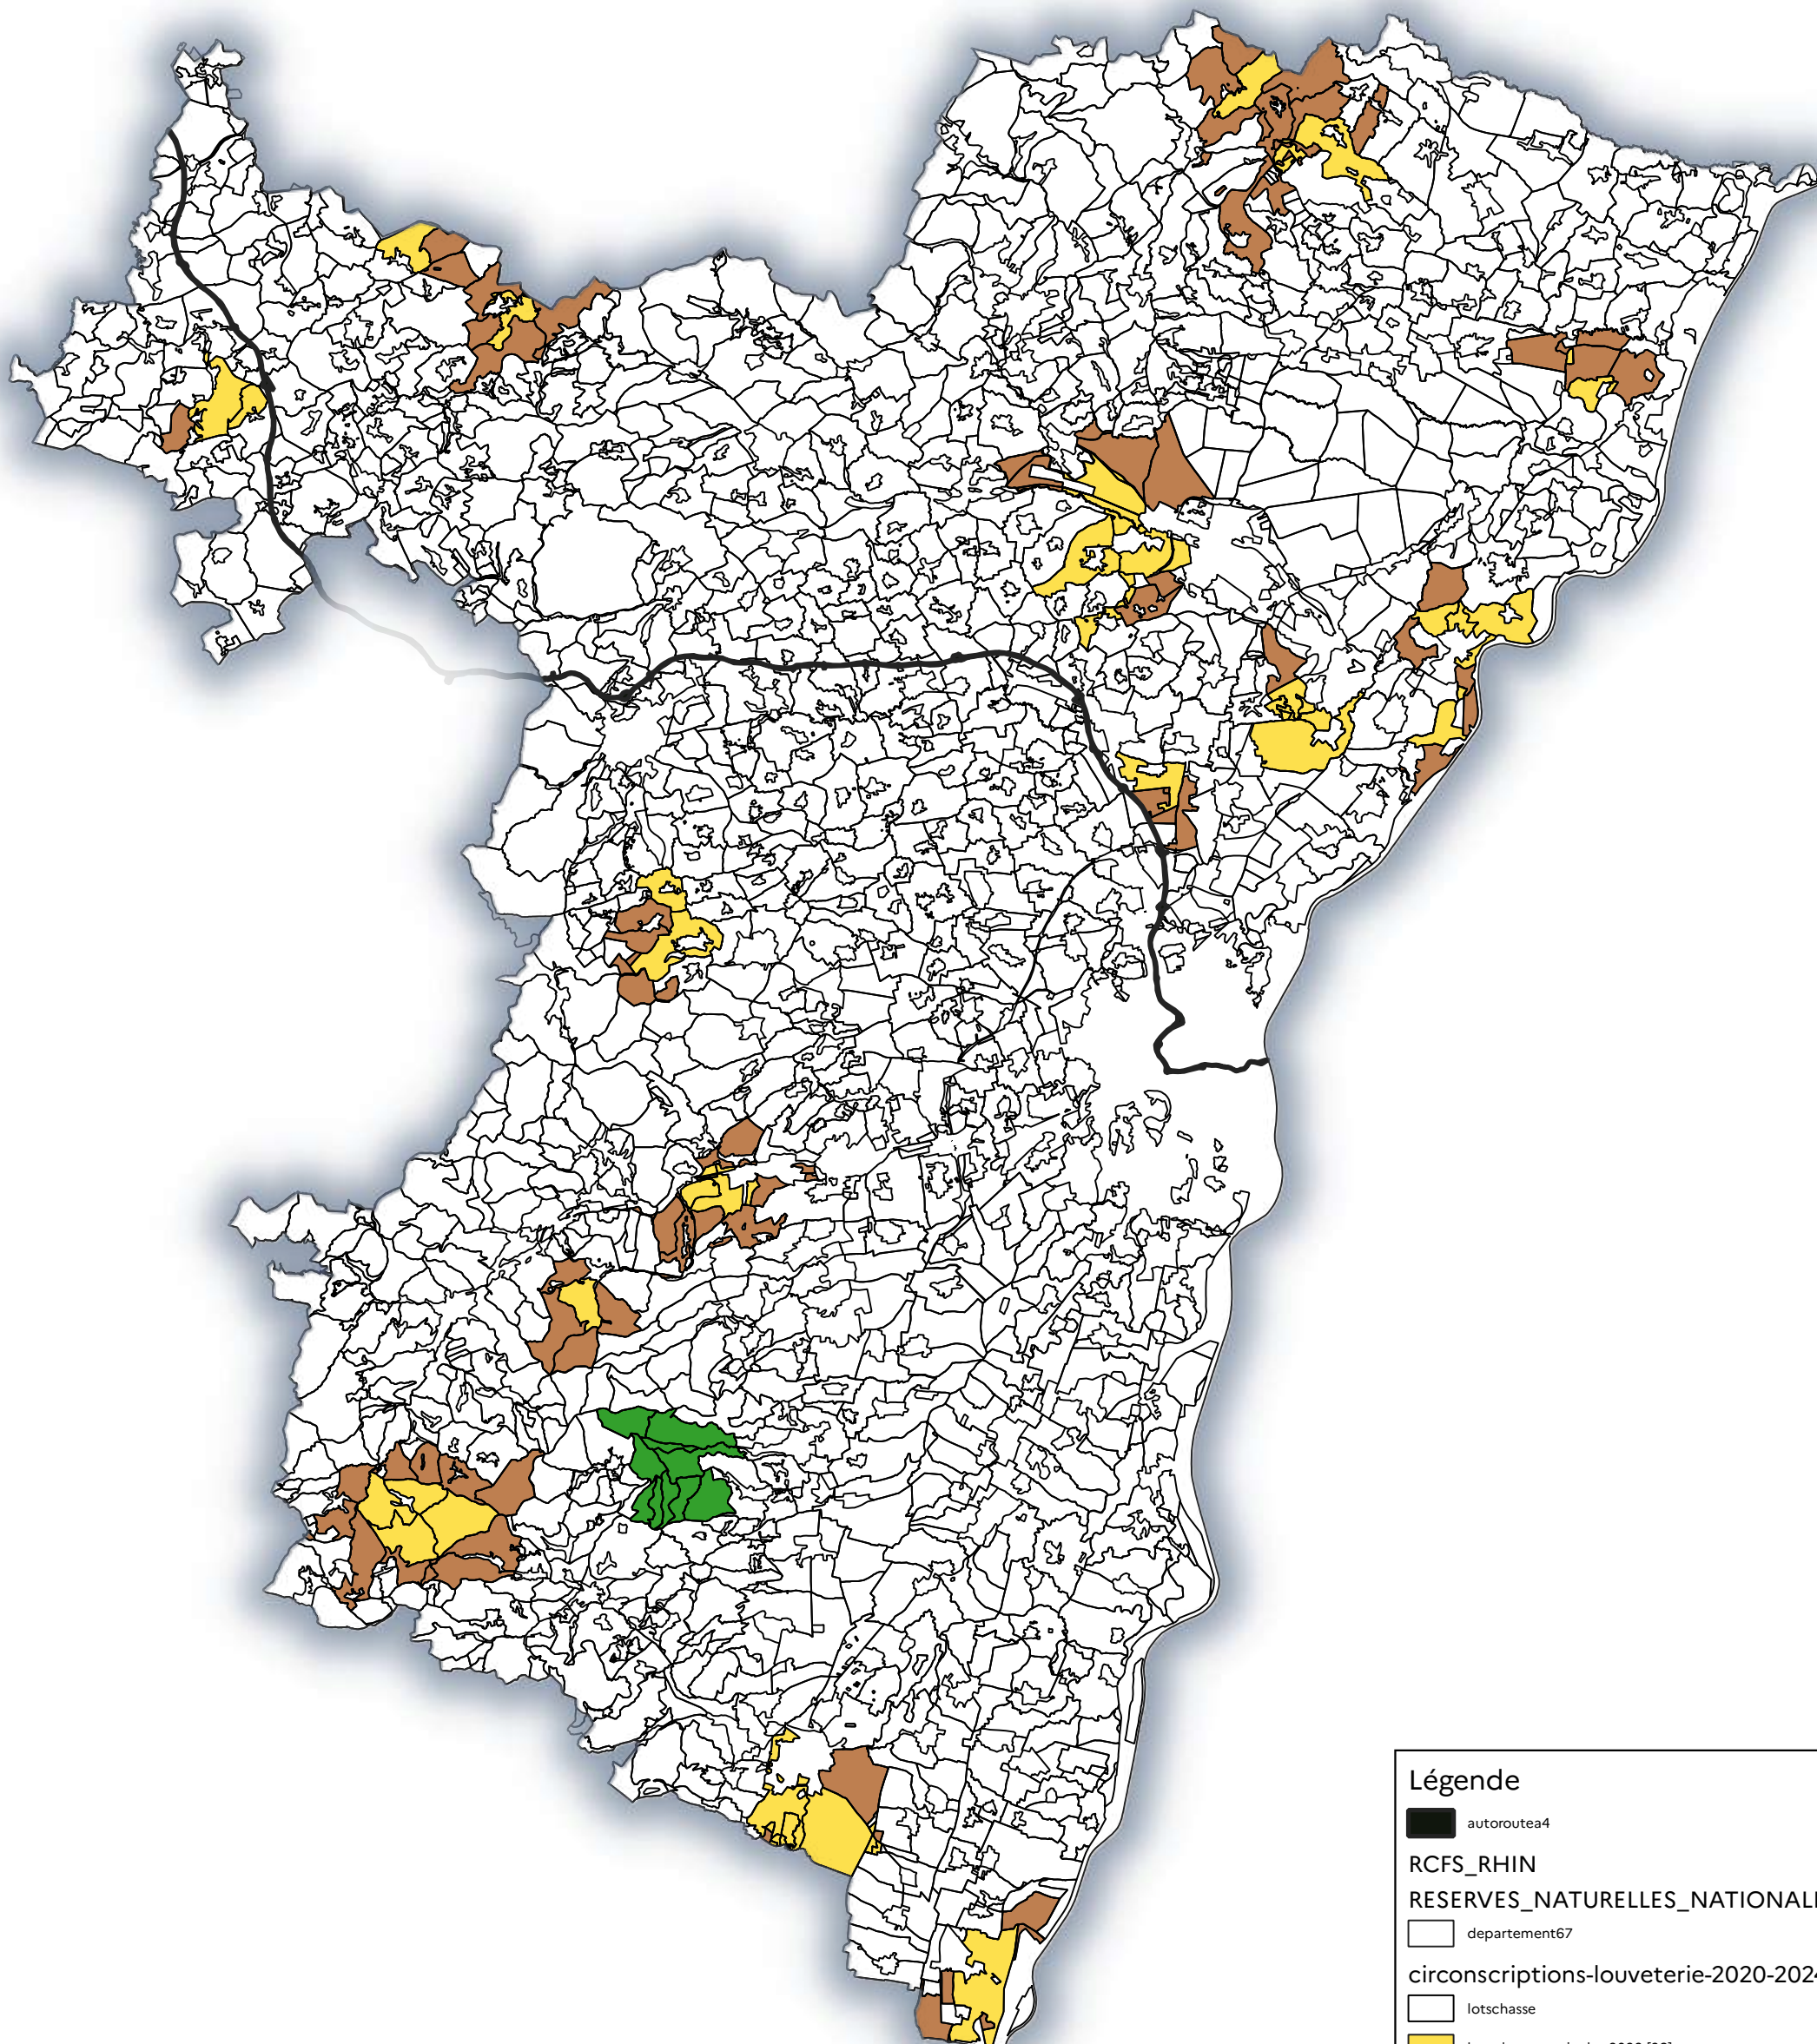 Légende
autoroutea4
RCFS_RHIN
RESERVES_NATURELLES_NATIONAL
departement67
circonscriptions-louveterie-2020-202
lotschasse